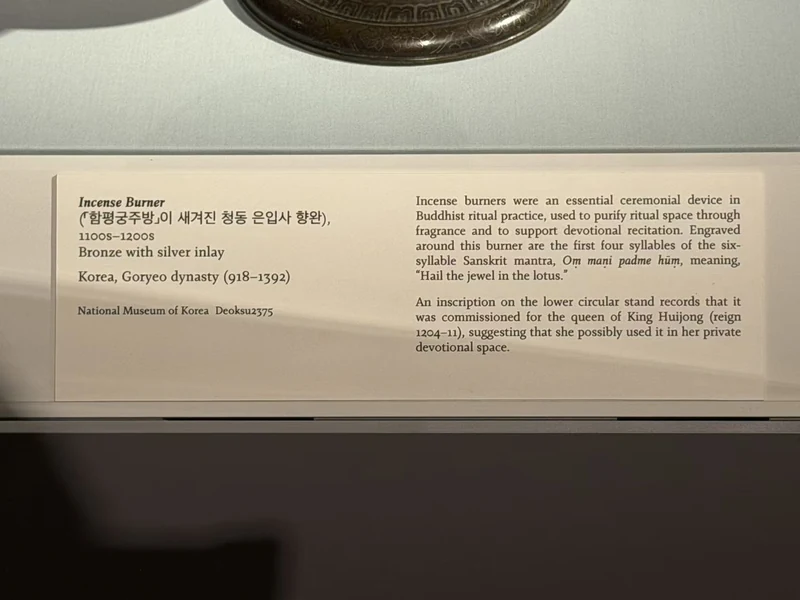 Incense Burner
(「함평궁주방」이 새겨진 청동 은입사 향완),
1100s–1200s
Bronze with silver inlay
Korea, Goryeo dynasty (918–1392)
National Museum of Korea Deoksu2375
Incense burners were an essential ceremonial device in
Buddhist ritual practice, used to purify ritual space through
fragrance and to support devotional recitation. Engraved
around this burner are the first four syllables of the six-
syllable Sanskrit mantra, Oṃ maṇi padme hūṃ, meaning,
“Hail the jewel in the lotus.”
An inscription on the lower circular stand records that it
was commissioned for the queen of King Huijong (reign
1204–11), suggesting that she possibly used it in her private
devotional space.